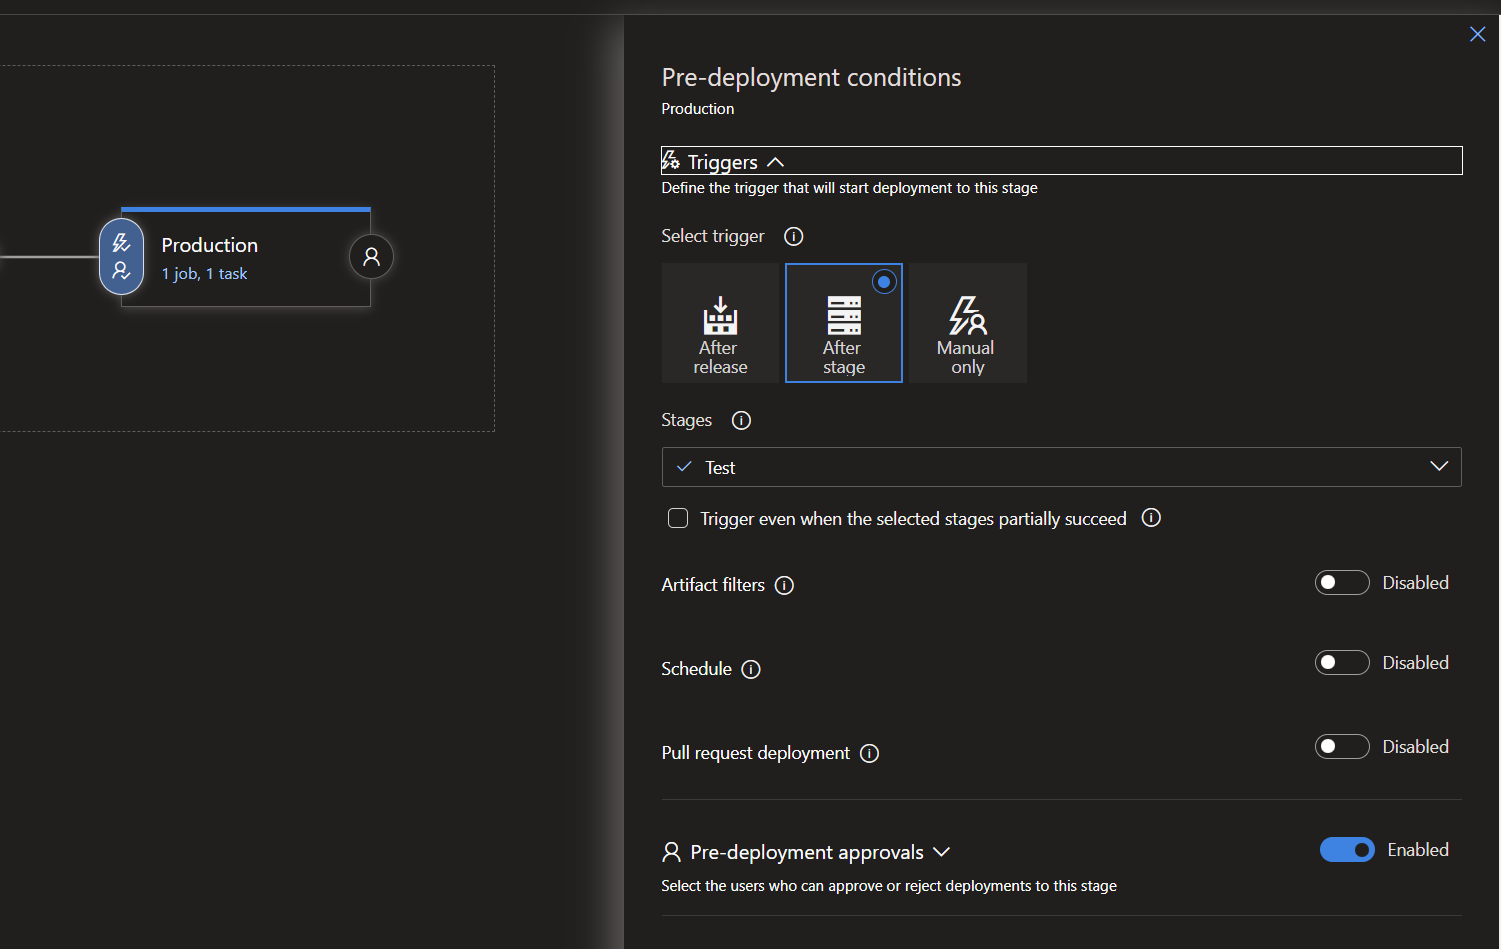 Production
1 job, 1 task
Pre-deployment conditions
Production
Triggers
Define the trigger that will start deployment to this stage
Select trigger
After
release
After
stage
Manual
only
Stages
Test
Trigger even when the selected stages partially succeed
Artifact filters
Disabled
Schedule
Disabled
Pull request deployment
Disabled
Pre-deployment approvals
Enabled
Select the users who can approve or reject deployments to this stage